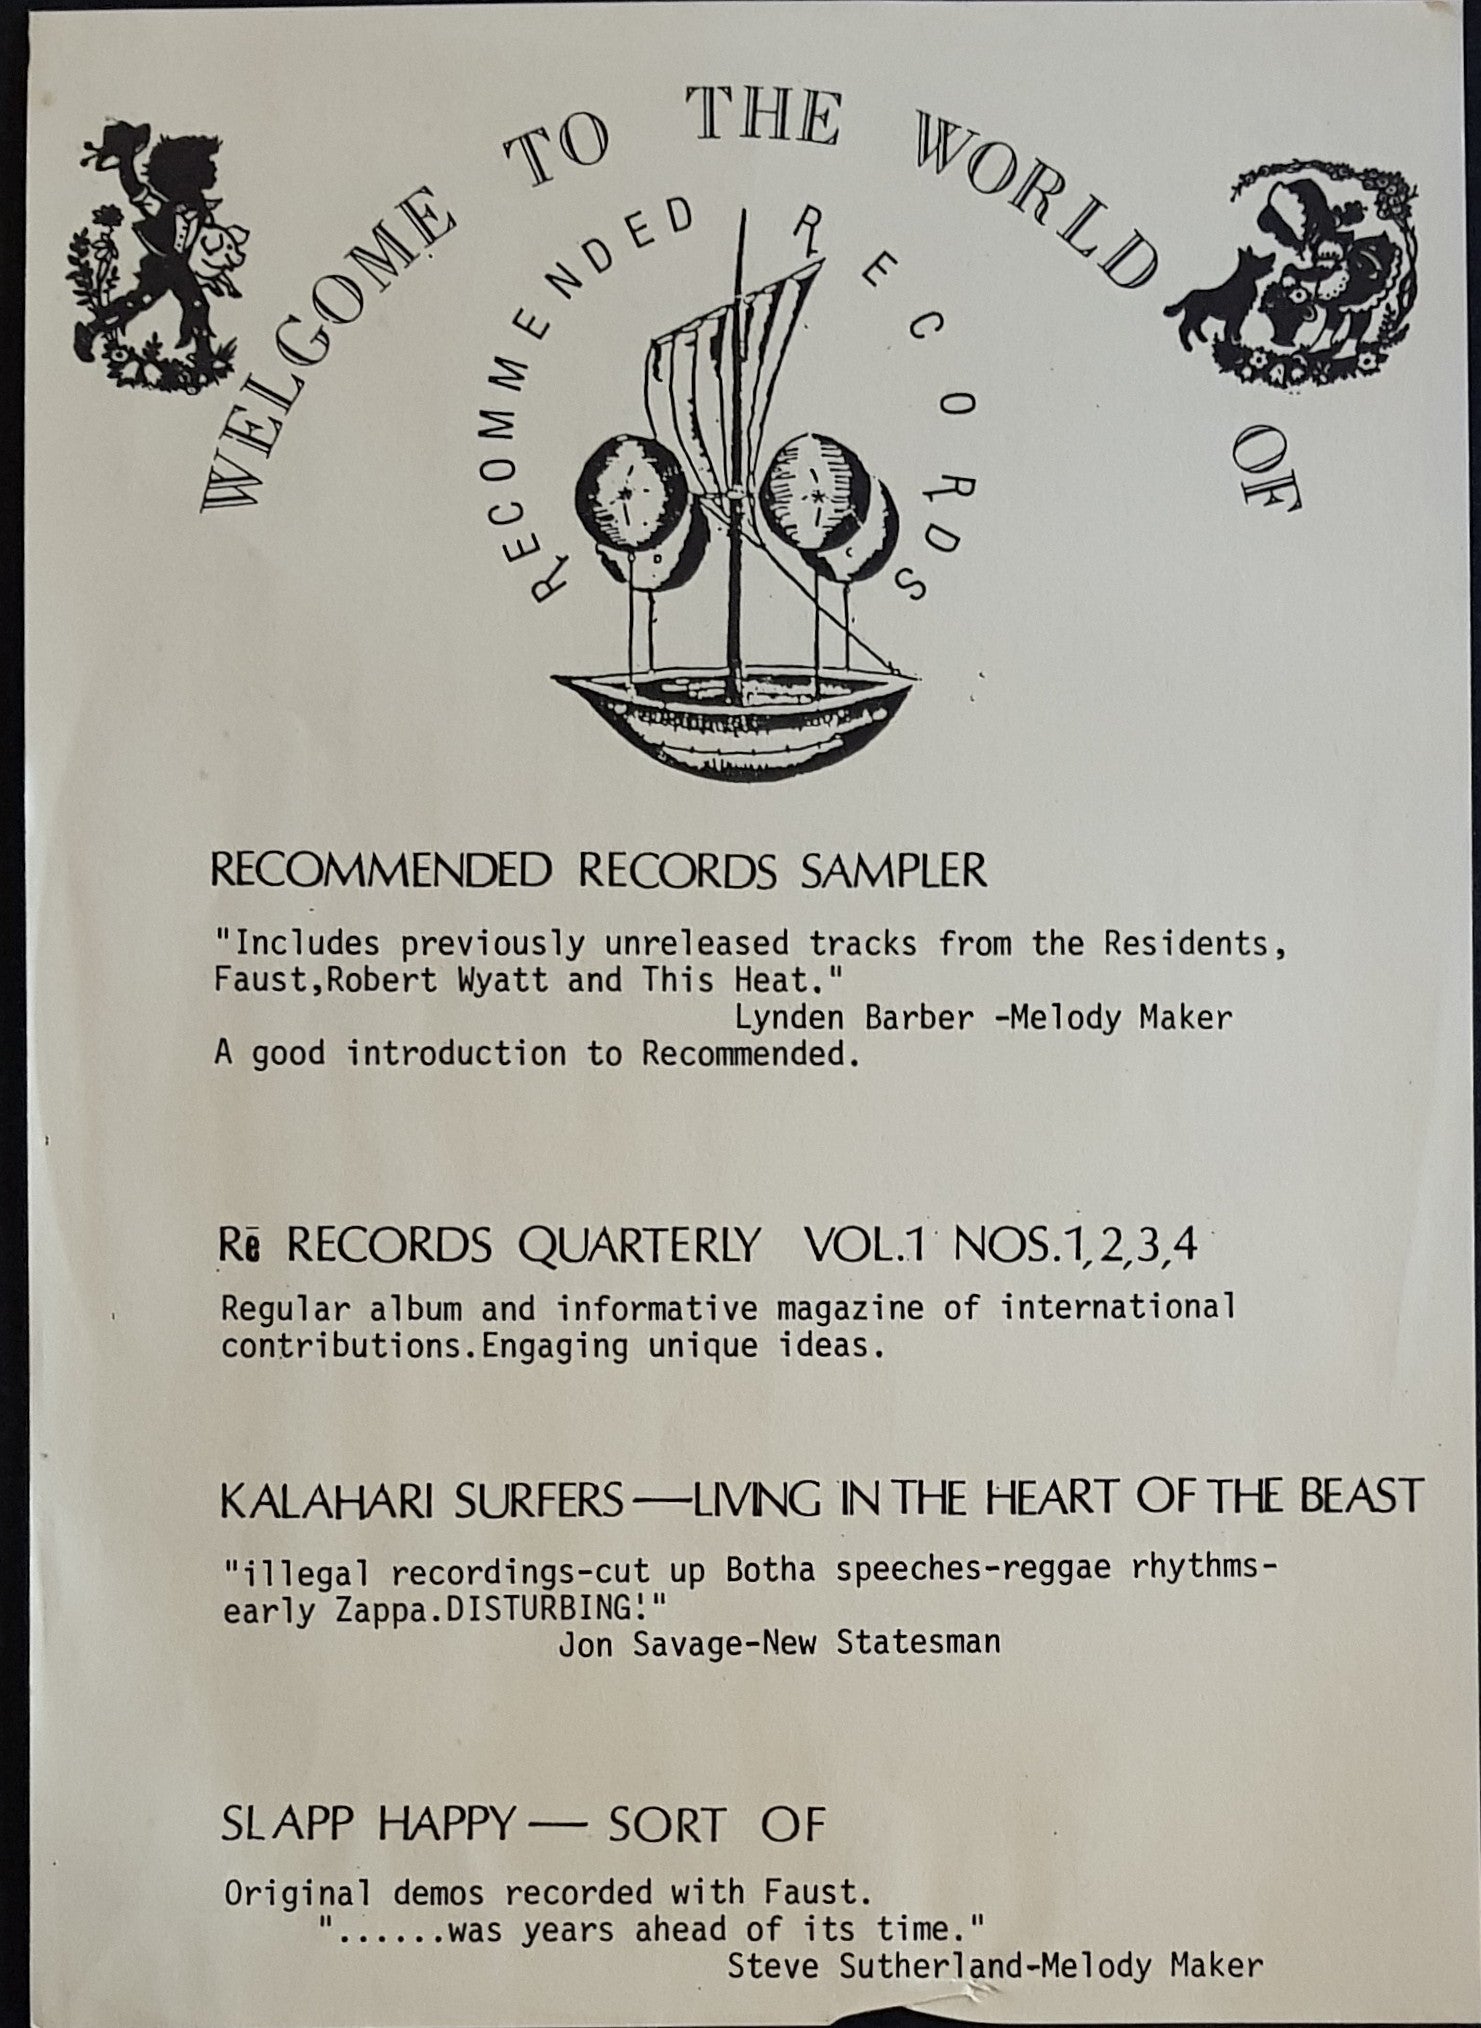 WELCOME TO THE WORLD OF
RECOMMENDED RECORDS
RECOMMENDED RECORDS SAMPLER
"Includes previously unreleased tracks from the Residents,
Faust,Robert Wyatt and This Heat."
Lynden Barber -Melody Maker
A good introduction to Recommended.
Rē RECORDS QUARTERLY VOL.1 NOS.1,2,3,4
Regular album and informative magazine of international
contributions.Engaging unique ideas.
KALAHARI SURFERS—LIVING IN THE HEART OF THE BEAST
"illegal recordings-cut up Botha speeches-reggae rhythms-
early Zappa.DISTURBING!"
Jon Savage-New Statesman
SLAPP HAPPY — SORT OF
Original demos recorded with Faust.
"......was years ahead of its time."
Steve Sutherland-Melody Maker